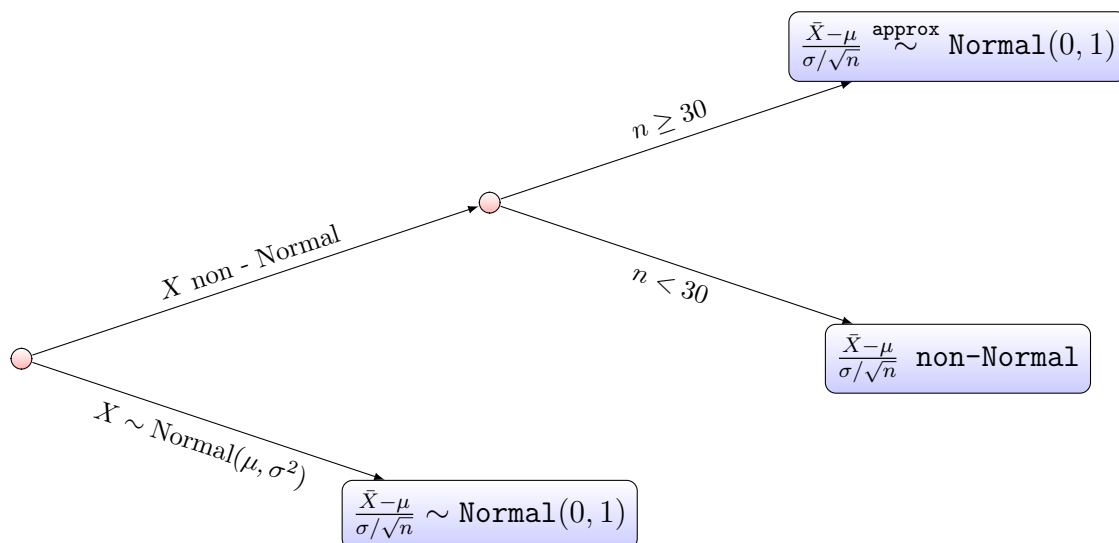 X̄−μ / σ/√n ∼approx Normal(0, 1)
n ≥ 30
X non - Normal
n < 30
X̄−μ / σ/√n non-Normal
X ∼ Normal(μ, σ²)
X̄−μ / σ/√n ∼ Normal(0, 1)